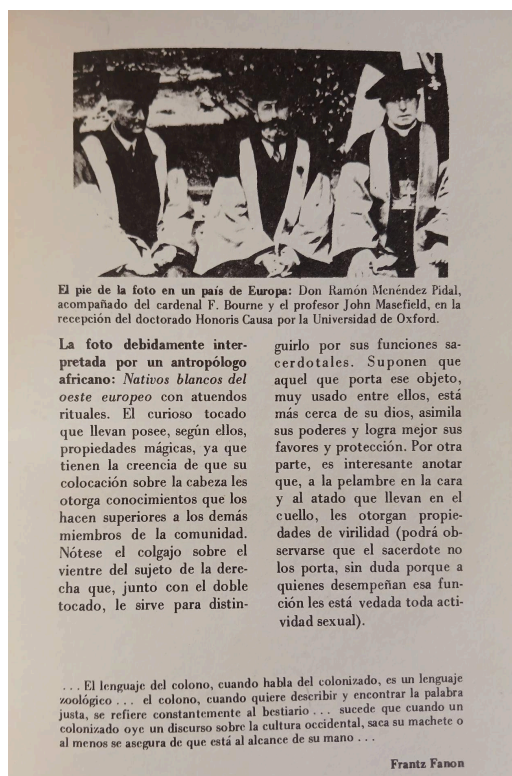 El pie de la foto en un país de Europa: Don Ramón Menéndez Pidal,
acompañado del cardenal F. Bourne y el profesor John Masefield, en la
recepción del doctorado Honoris Causa por la Universidad de Oxford.
La foto debidamente inter-
pretada por un antropólogo
africano: Nativos blancos del
oeste europeo con atuendos
rituales. El curioso tocado
que llevan posee, según ellos,
propiedades mágicas, ya que
tienen la creencia de que su
colocación sobre la cabeza les
otorga conocimientos que los
hacen superiores a los demás
miembros de la comunidad.
Nótese el colgajo sobre el
vientre del sujeto de la dere-
cha que, junto con el doble
tocado, le sirve para distin-
guirlo por sus funciones sa-
cerdotales. Suponen que
aquel que porta ese objeto,
muy usado entre ellos, está
más cerca de su dios, asimila
sus poderes y logra mejor sus
favores y protección. Por otra
parte, es interesante anotar
que, a la pelambre en la cara
y al atado que llevan en el
cuello, les otorgan propie-
dades de virilidad (podrá ob-
servarse que el sacerdote no
los porta, sin duda porque a
quienes desempeñan esa fun-
ción les está vedada toda acti-
vidad sexual).
... El lenguaje del colono, cuando habla del colonizado, es un lenguaje
zoológico ... el colono, cuando quiere describir y encontrar la palabra
justa, se refiere constantemente al bestiario ... sucede que cuando un
colonizado oye un discurso sobre la cultura occidental, saca su machete o
al menos se asegura de que está al alcance de su mano ...
Frantz Fanon